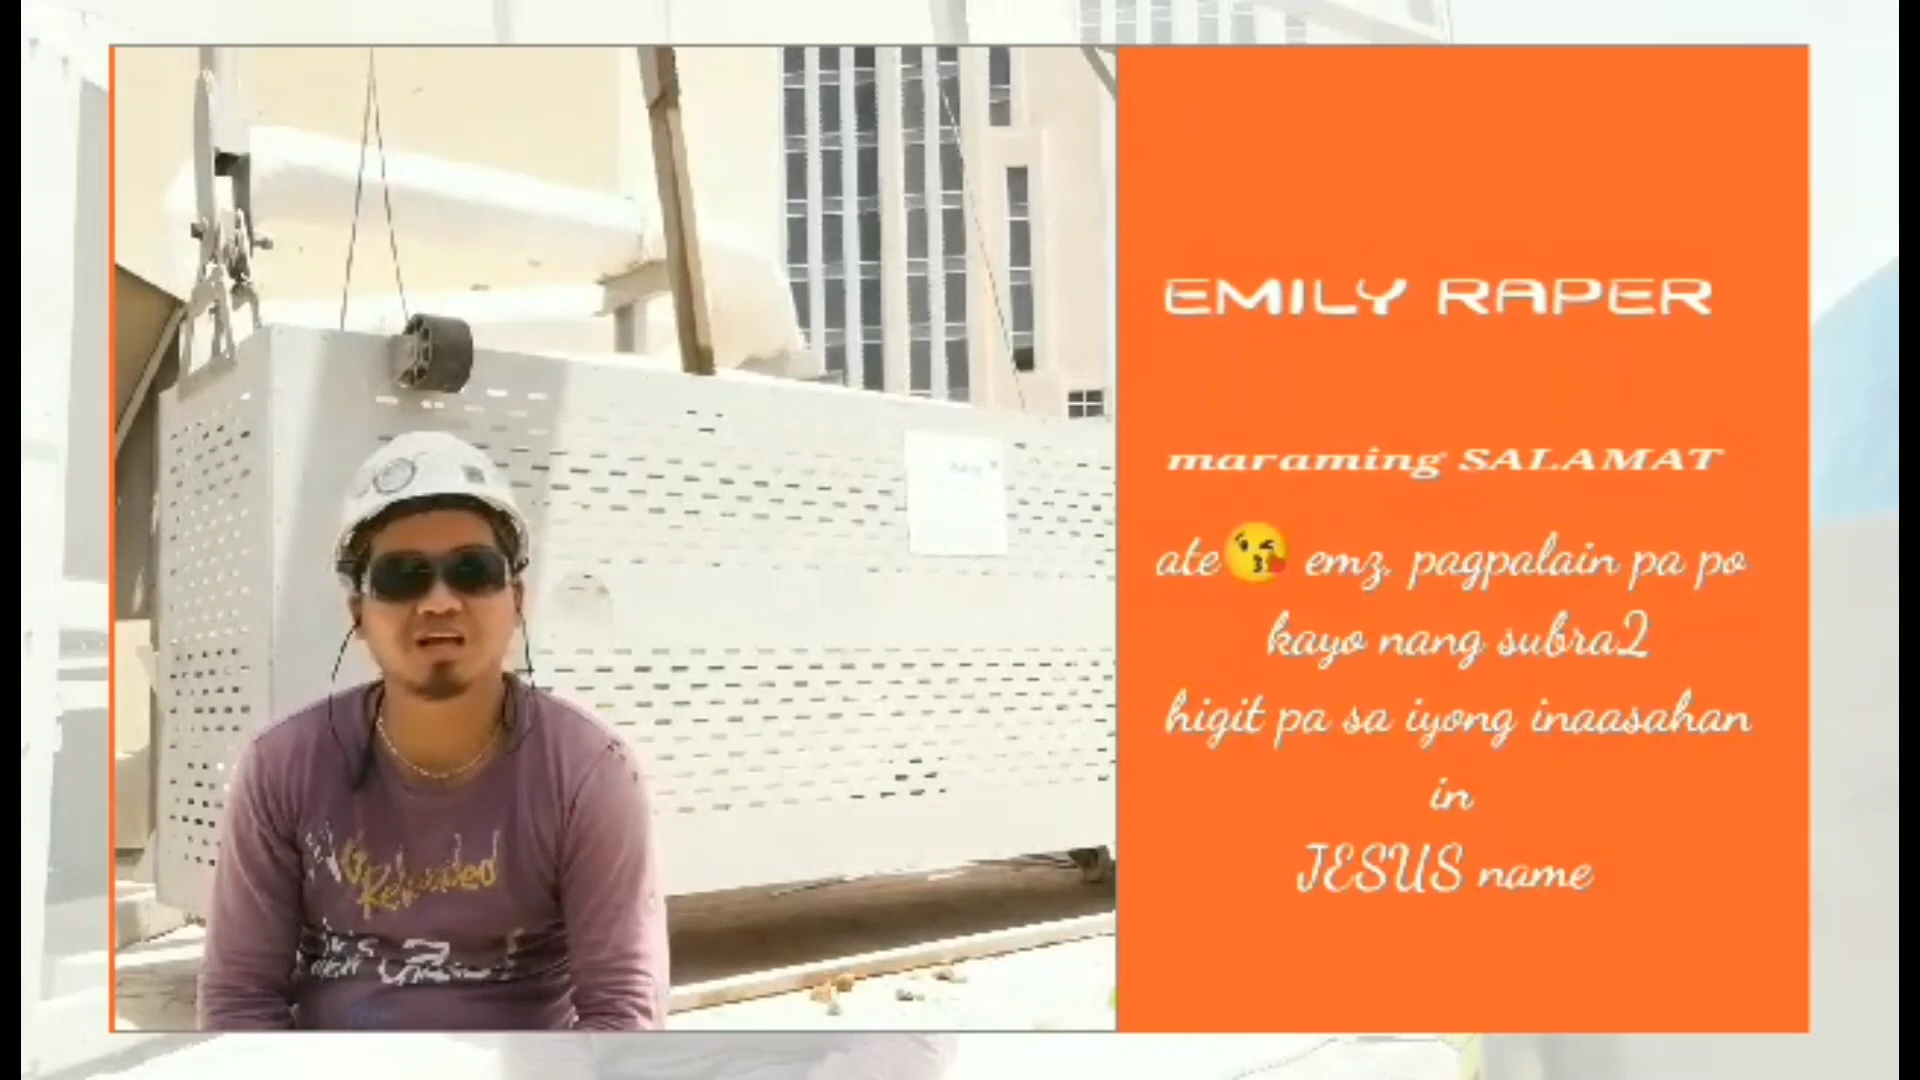 EMILY RAPER
maraming SALAMAT
ate😘 emz, pagpalain pa po
kayo nang subra2
higit pa sa iyong inaasahan
in
JESUS name
Reloaded